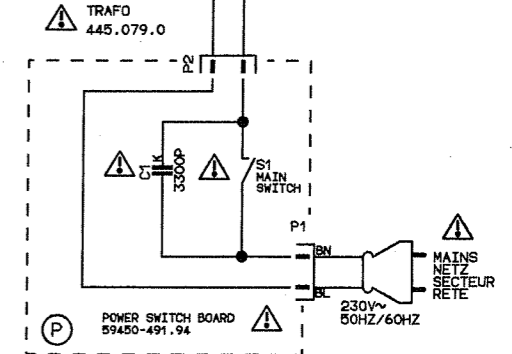 TRAFO
445.079.0
P2
C1
K
3300P
S1
MAIN
SWITCH
P1
BN
MAINS
NETZ
SECTEUR
RETE
BL
230V~
50HZ/60HZ
P
POWER SWITCH BOARD
59450-491.94